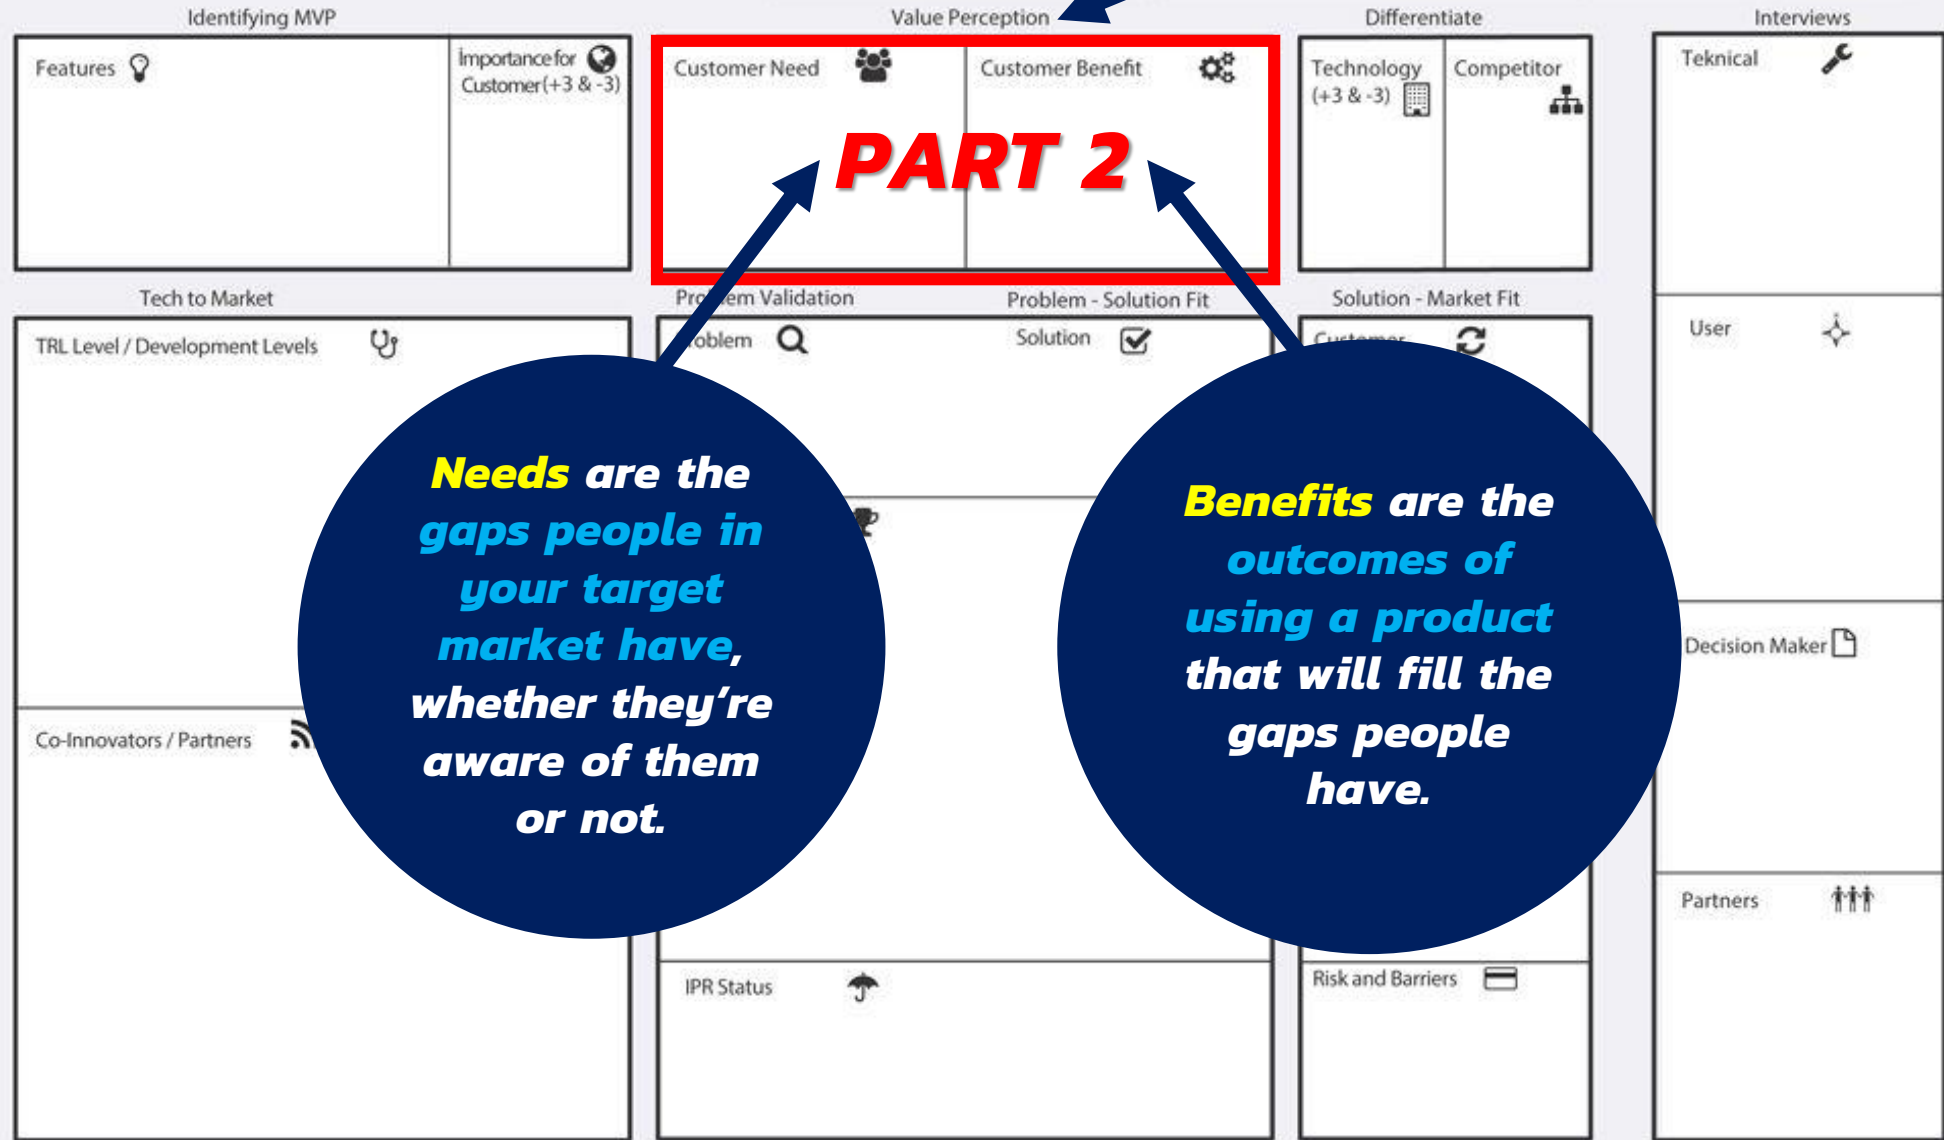 Identifying MVP
Value Perception
Differentiate
Interviews
Features
İmportance for
Customer(+3 & -3)
Customer Need
Customer Benefit
Technology
(+3 & -3)
Competitor
Teknical
PART 2
Tech to Market
Problem - Solution Fit
Solution - Market Fit
TRL Level / Development Levels
Solution
User
Needs are the
gaps people in
your target
market have,
whether they're
aware of them
or not.
Benefits are the
outcomes of
using a product
that will fill the
gaps people
have.
Decision Maker
Co-Innovators / Partners
Partners
IPR Status
Risk and Barriers